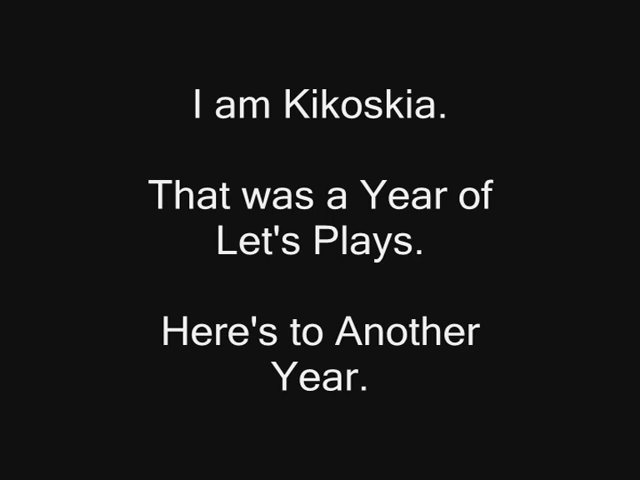 I am Kikoskia.
That was a Year of
Let's Plays.
Here's to Another
Year.